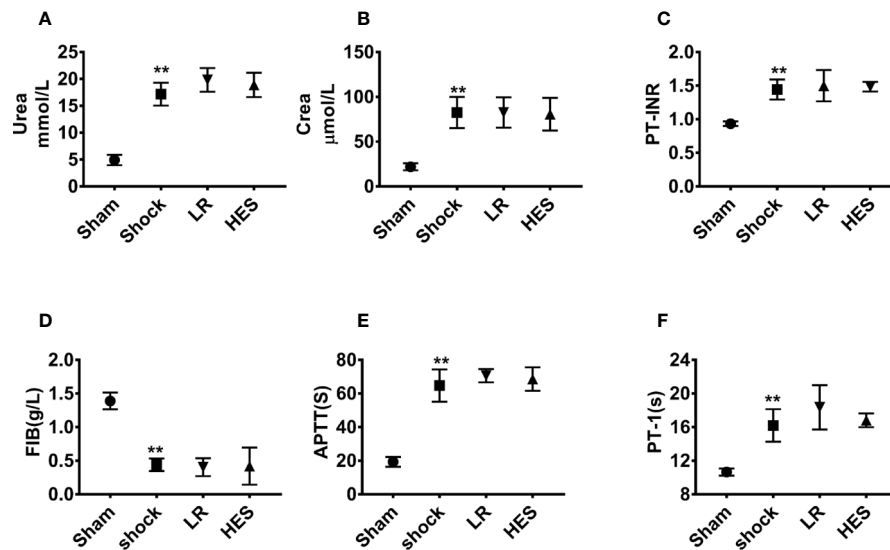 A
Urea
mmol/L
25
20
15
10
5
0
**
Sham
Shock
LR
HES
B
Crea
μmol/L
150
100
50
0
**
Sham
Shock
LR
HES
C
PT-INR
2.0
1.5
1.0
0.5
0.0
**
Sham
Shock
LR
HES
D
FIB(g/L)
2.0
1.5
1.0
0.5
0.0
**
Sham
shock
LR
HES
E
APTT(S)
80
60
40
20
0
**
Sham
shock
LR
HES
F
PT-1(s)
24
20
16
12
8
**
Sham
shock
LR
HES